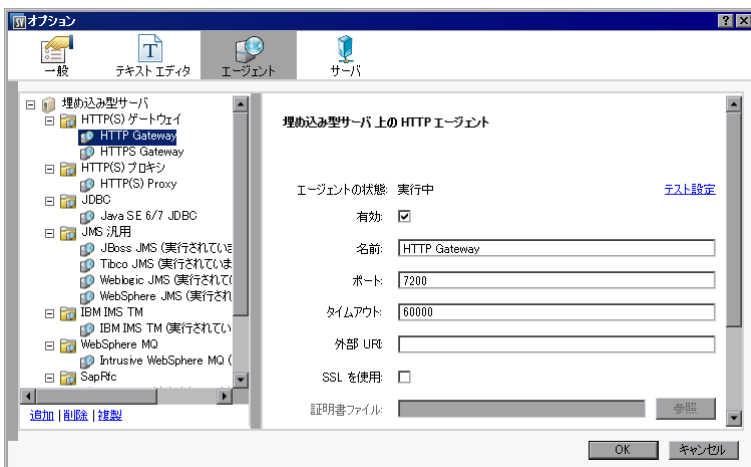 SV オプション
一般
テキスト エディタ
エージェント
サーバ
埋め込み型サーバ
HTTP(S) ゲートウェイ
HTTP Gateway
HTTPS Gateway
HTTP(S) プロキシ
HTTP(S) Proxy
JDBC
Java SE 6/7 JDBC
JMS 汎用
JBoss JMS (実行されていま
Tibco JMS (実行されていま
Weblogic JMS (実行されて(
WebSphere JMS (実行され
IBM IMS TM
IBM IMS TM (実行されてい
WebSphere MQ
Intrusive WebSphere MQ (
SapRfc
追加 | 削除 | 複製
埋め込み型サーバ 上の HTTP エージェント
エージェントの状態: 実行中
テスト設定
有効:
名前: HTTP Gateway
ポート: 7200
タイムアウト: 60000
外部 URI:
SSL を使用:
証明書ファイル: 参照
OK キャンセル